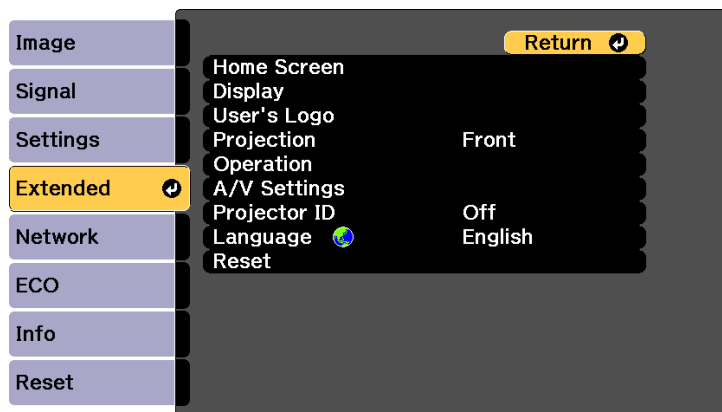 Image
Signal
Settings
Extended
Network
ECO
Info
Reset
Return
Home Screen
Display
User's Logo
Projection Front
Operation
A/V Settings
Projector ID Off
Language English
Reset